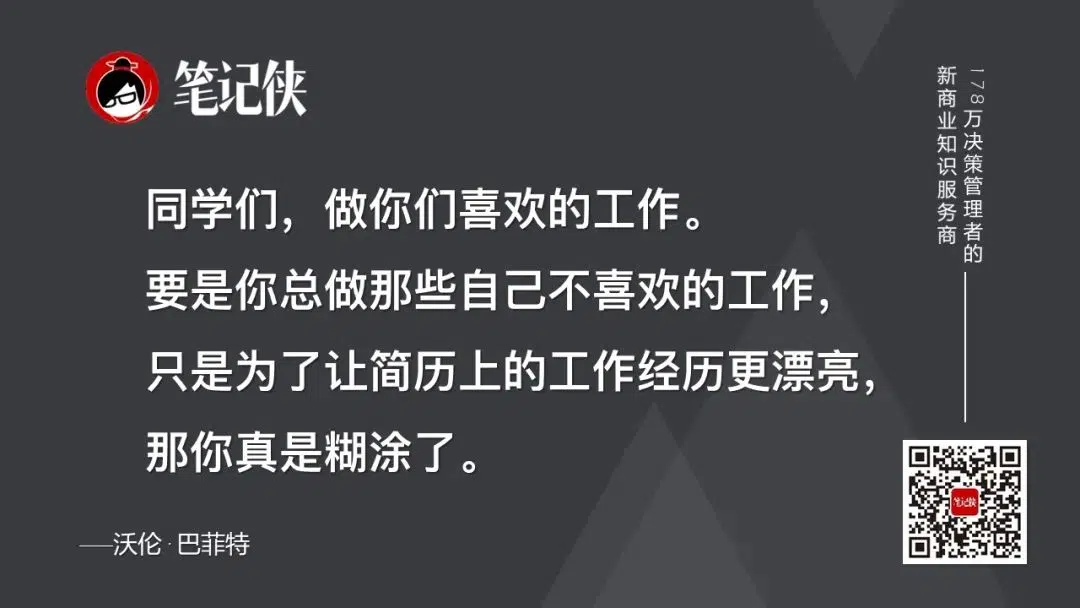 笔记侠
178万决策管理者的
新商业知识服务商
同学们，做你们喜欢的工作。
要是你总做那些自己不喜欢的工作，
只是为了让简历上的工作经历更漂亮，
那你真是糊涂了。
——沃伦·巴菲特
笔记侠